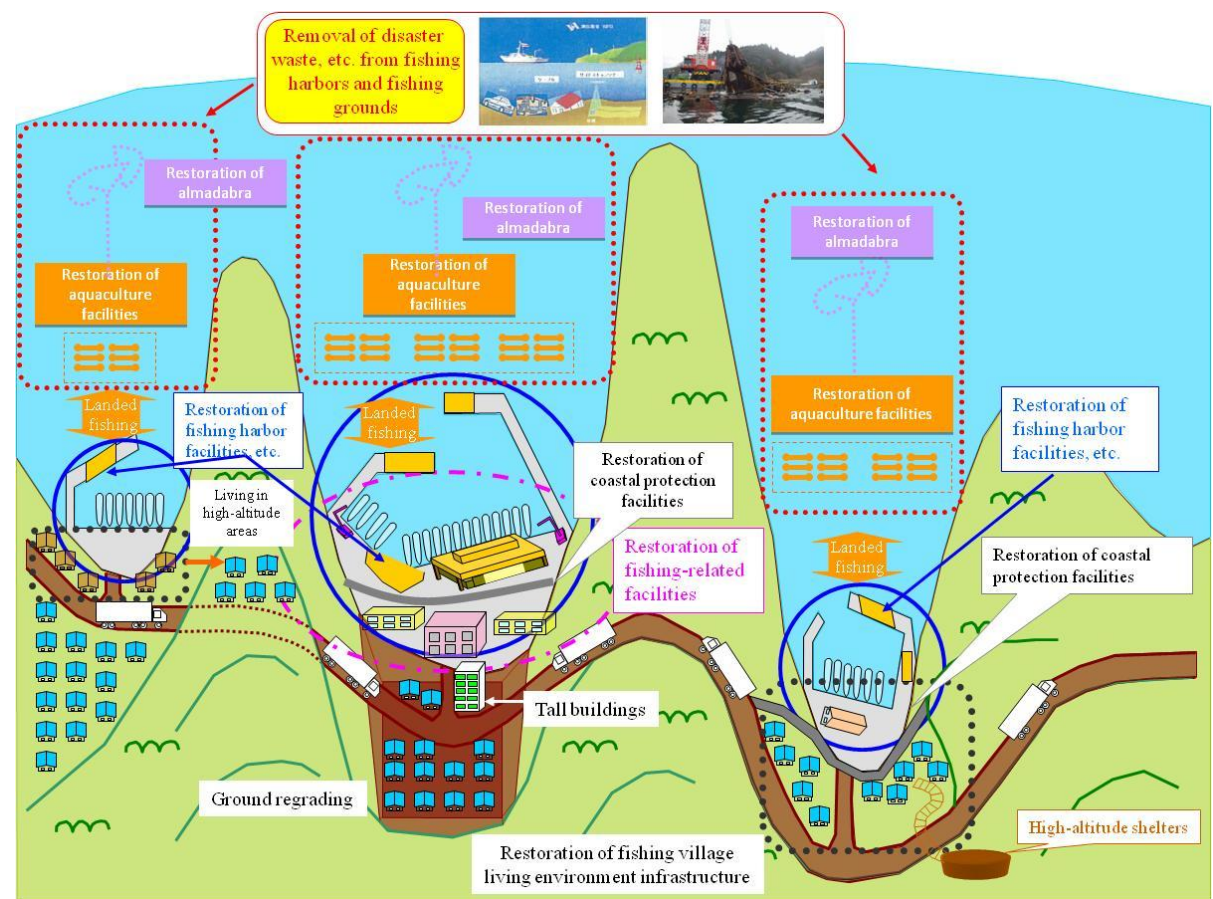 Removal of disaster
waste, etc. from fishing
harbors and fishing
grounds
Restoration of
almadabra
Restoration of
almadabra
Restoration of
almadabra
Restoration of
aquaculture
facilities
Restoration of
aquaculture
facilities
Restoration of
aquaculture facilities
Landed
fishing
Restoration of
fishing harbor
facilities, etc.
Landed
fishing
Restoration of
fishing harbor
facilities, etc.
Restoration of
coastal protection
facilities
Living in
high-altitude
areas
Landed
fishing
Restoration of
fishing-related
facilities
Restoration of coastal
protection facilities
Tall buildings
Ground regrading
High-altitude shelters
Restoration of fishing village
living environment infrastructure